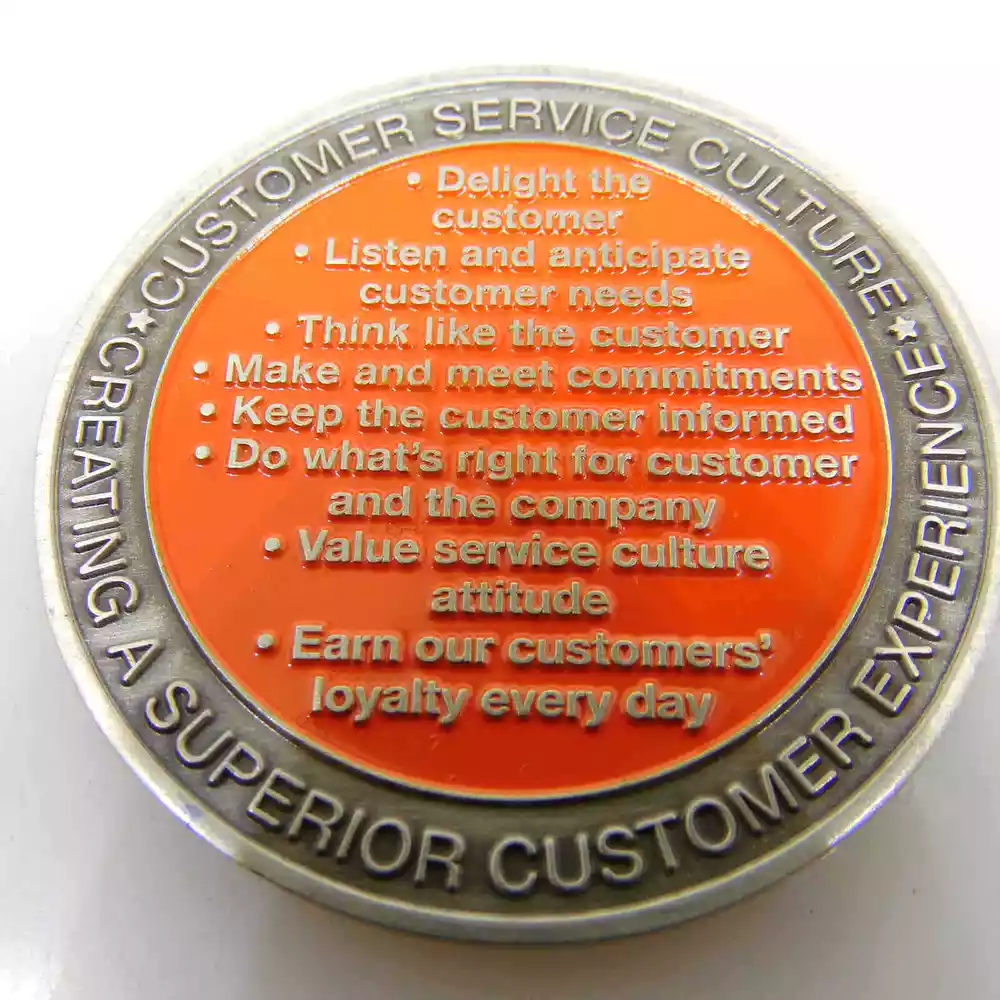 CUSTOMER SERVICE CULTURE
• Delight the
customer
• Listen and anticipate
customer needs
• Think like the customer
• Make and meet commitments
• Keep the customer informed
• Do what's right for customer
and the company
• Value service culture
attitude
• Earn our customers'
loyalty every day
★ CREATING A SUPERIOR CUSTOMER EXPERIENCE ★